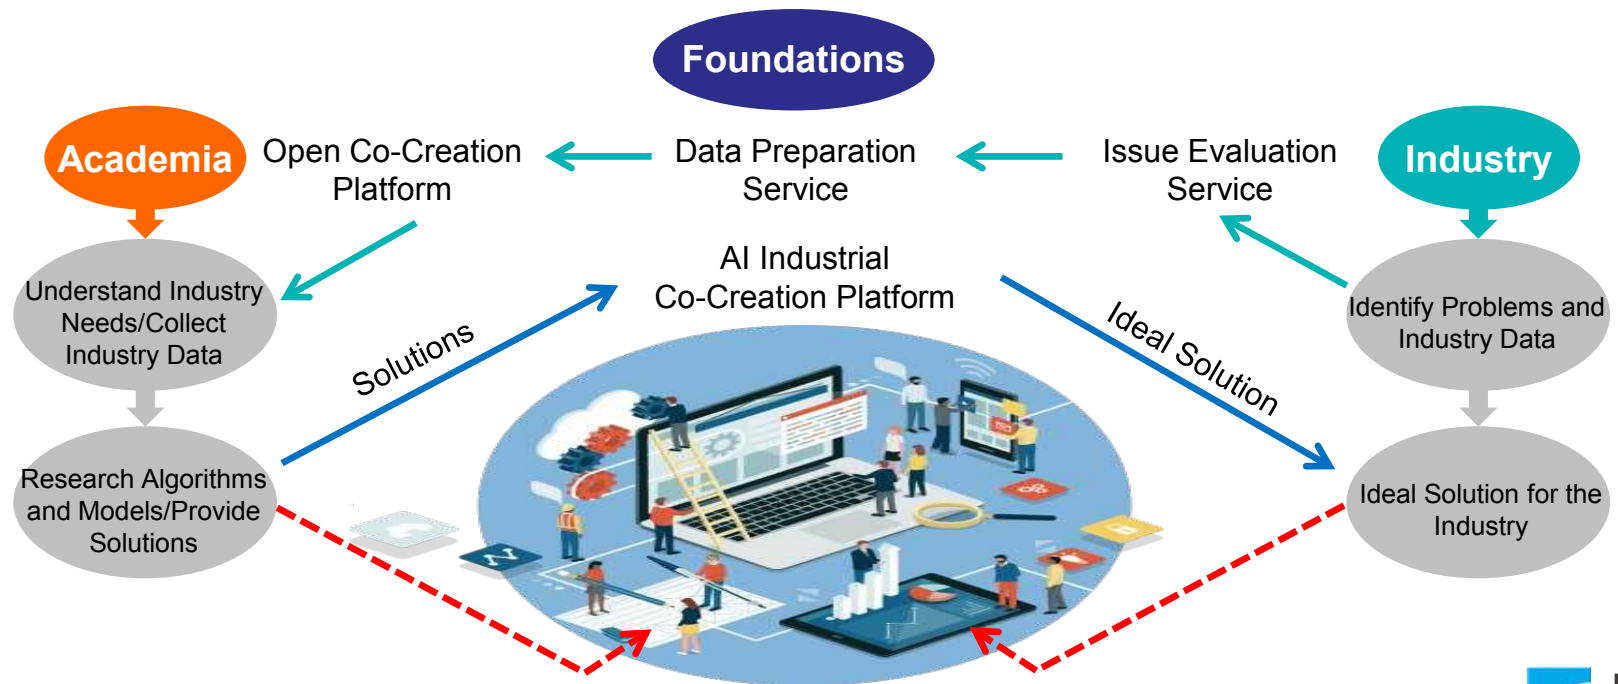 Foundations
Academia
Open Co-Creation
Platform
Data Preparation
Service
Issue Evaluation
Service
Industry
AI Industrial
Co-Creation Platform
Understand Industry
Needs/Collect
Industry Data
Solutions
Ideal Solution
Identify Problems and
Industry Data
Research Algorithms
and Models/Provide
Solutions
Ideal Solution for the
Industry